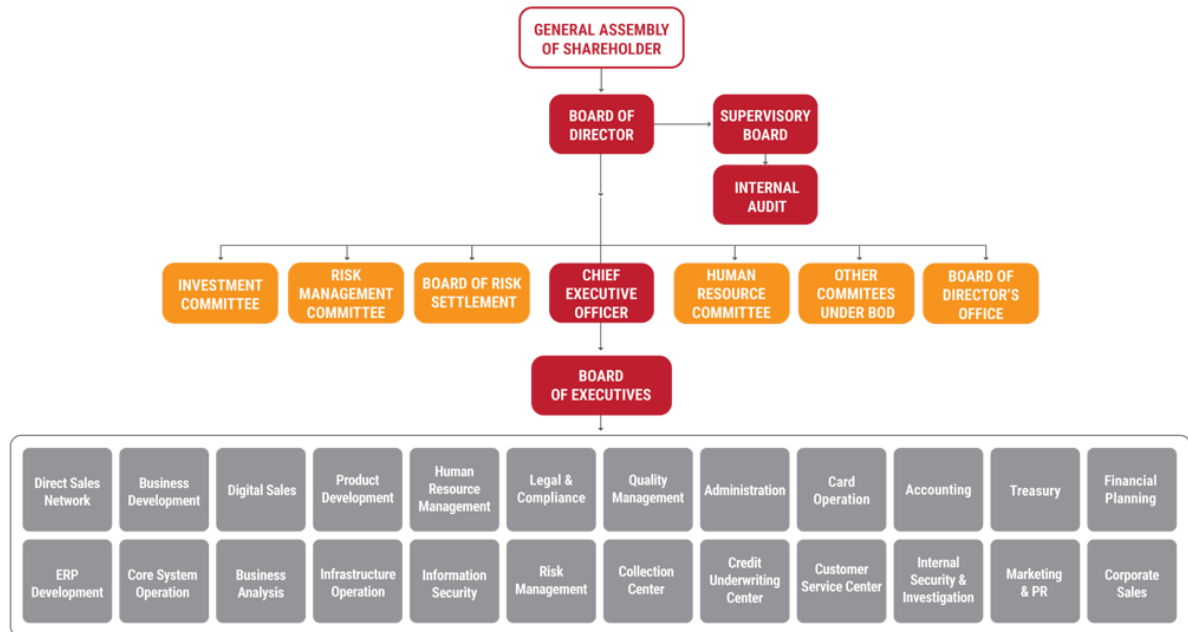 GENERAL ASSEMBLY
OF SHAREHOLDER
BOARD OF
DIRECTOR
SUPERVISORY
BOARD
INTERNAL
AUDIT
INVESTMENT
COMMITTEE
RISK
MANAGEMENT
COMMITTEE
BOARD OF RISK
SETTLEMENT
CHIEF
EXECUTIVE
OFFICER
HUMAN
RESOURCE
COMMITTEE
OTHER
COMMITEES
UNDER BOD
BOARD OF
DIRECTOR'S
OFFICE
BOARD
OF EXECUTIVES
Direct Sales
Network
Business
Development
Digital Sales
Product
Development
Human
Resource
Management
Legal &
Compliance
Quality
Management
Administration
Card
Operation
Accounting
Treasury
Financial
Planning
ERP
Development
Core System
Operation
Business
Analysis
Infrastructure
Operation
Information
Security
Risk
Management
Collection
Center
Credit
Underwriting
Center
Customer
Service Center
Internal
Security &
Investigation
Marketing
& PR
Corporate
Sales